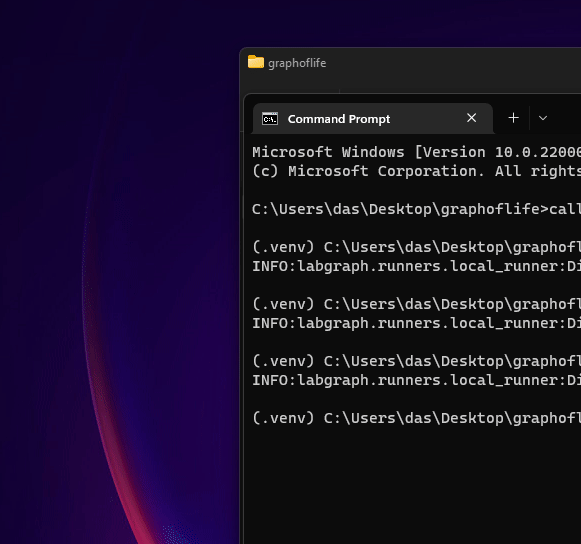 graphoflife
Command Prompt
Microsoft Windows [Version 10.0.22000
(c) Microsoft Corporation. All rights
C:\Users\das\Desktop\graphoflife>call
(.venv) C:\Users\das\Desktop\graphofl
INFO:labgraph.runners.local_runner:Di
(.venv) C:\Users\das\Desktop\graphofl
INFO:labgraph.runners.local_runner:Di
(.venv) C:\Users\das\Desktop\graphofl
INFO:labgraph.runners.local_runner:Di
(.venv) C:\Users\das\Desktop\graphofl